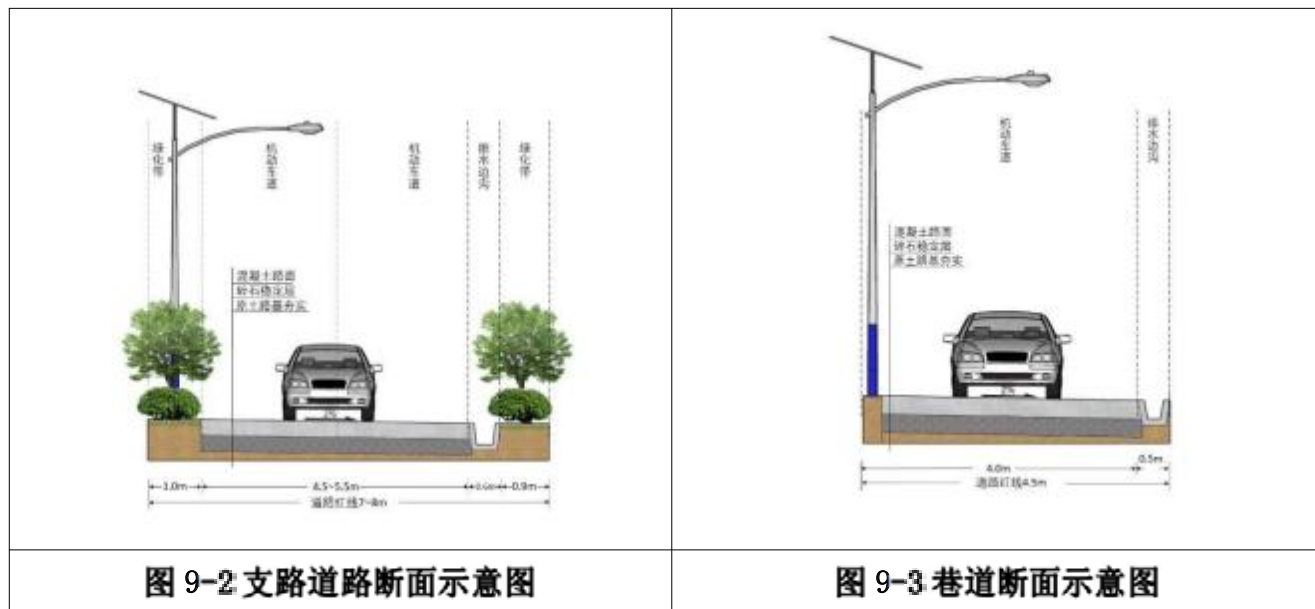 绿化带
机动车道
机动车道
排水边沟
绿化带
混凝土路面
碎石稳定层
原土路基夯实
2%
1.0m
4.5~5.5m
0.6m
0.9m
道路红线7~8m
图 9-2 支路道路断面示意图
机动车道
排水边沟
混凝土路面
碎石稳定层
原土路基夯实
2%
4.0m
0.5m
道路红线4.5m
图 9-3 巷道断面示意图